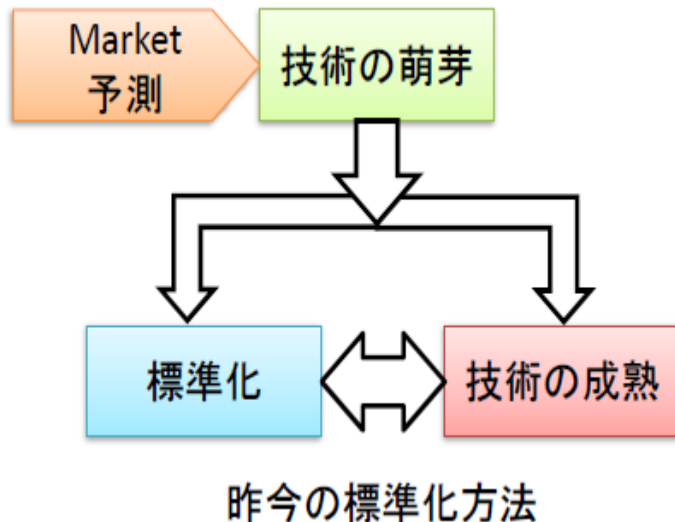 Market
予測
技術の萌芽
標準化
技術の成熟
昨今の標準化方法